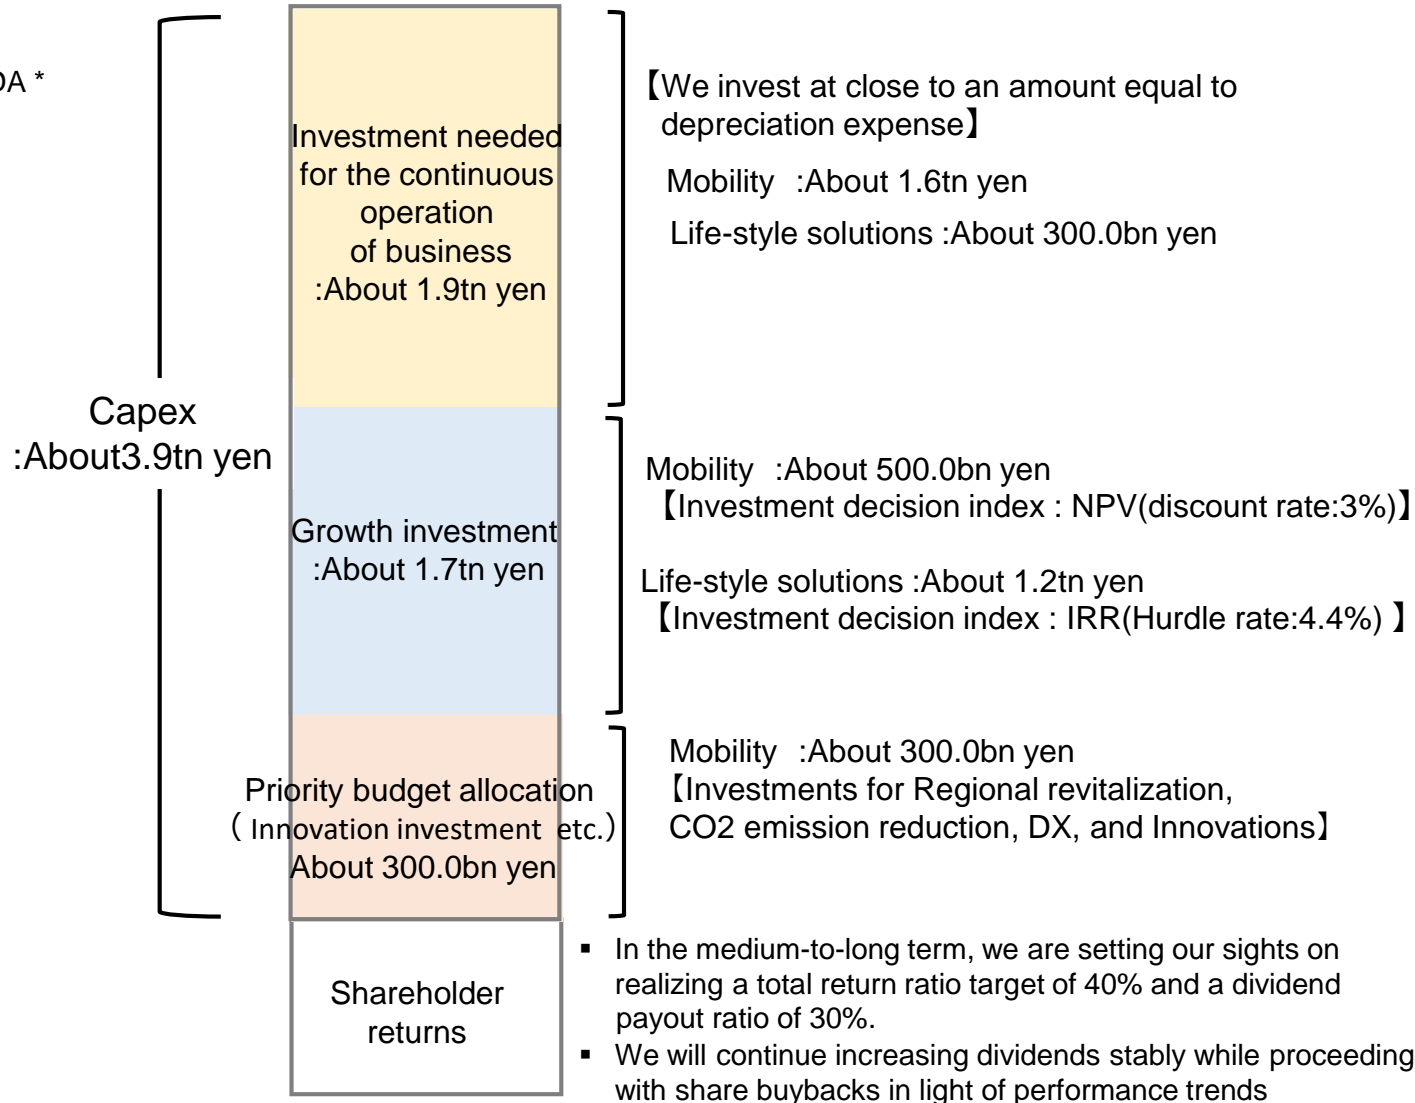 DA *
Capex
:About3.9tn yen
Investment needed
for the continuous
operation
of business
:About 1.9tn yen
【We invest at close to an amount equal to
depreciation expense】
Mobility :About 1.6tn yen
Life-style solutions :About 300.0bn yen
Growth investment
:About 1.7tn yen
Mobility :About 500.0bn yen
【Investment decision index : NPV(discount rate:3%)】
Life-style solutions :About 1.2tn yen
【Investment decision index : IRR(Hurdle rate:4.4%) 】
Priority budget allocation
( Innovation investment etc.)
About 300.0bn yen
Mobility :About 300.0bn yen
【Investments for Regional revitalization,
CO2 emission reduction, DX, and Innovations】
Shareholder
returns
▪ In the medium-to-long term, we are setting our sights on
realizing a total return ratio target of 40% and a dividend
payout ratio of 30%.
▪ We will continue increasing dividends stably while proceeding
with share buybacks in light of performance trends